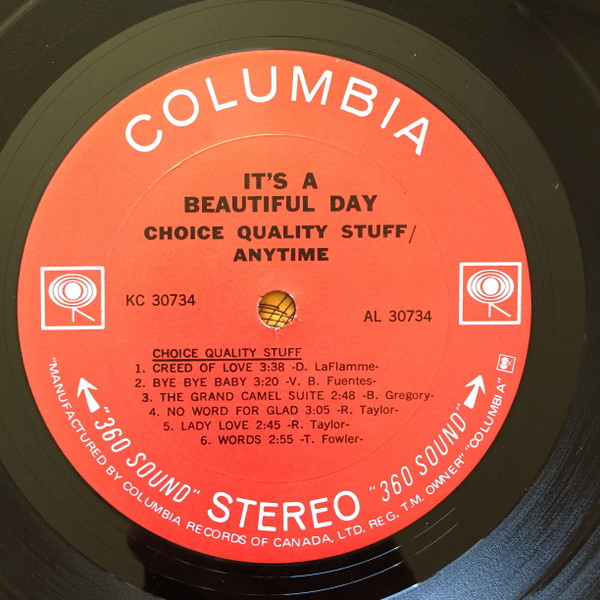 COLUMBIA
IT'S A
BEAUTIFUL DAY
CHOICE QUALITY STUFF/
ANYTIME
KC 30734
AL 30734
CHOICE QUALITY STUFF
1. CREED OF LOVE 3:38 -D. LaFlamme-
2. BYE BYE BABY 3:20 -V. B. Fuentes-
3. THE GRAND CAMEL SUITE 2:48 -B. Gregory-
4. NO WORD FOR GLAD 3:05 -R. Taylor-
5. LADY LOVE 2:45 -R. Taylor-
6. WORDS 2:55 -T. Fowler-
"360 SOUND" STEREO "360 SOUND"
"MANUFACTURED BY COLUMBIA RECORDS OF CANADA, LTD. REG. T.M. OWNER" "COLUMBIA"